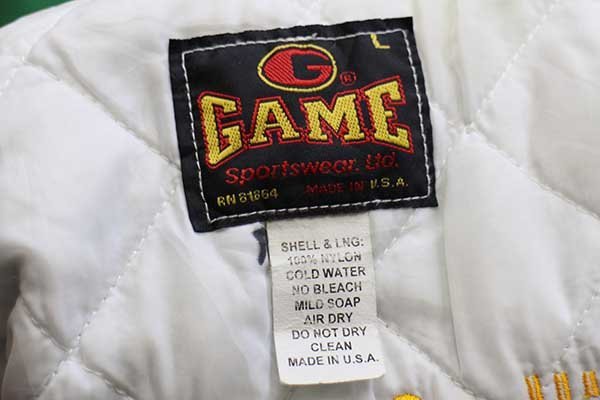 L
G ®
GAME
Sportswear, Ltd.
RN 81664 MADE IN U.S.A.
SHELL & LNG:
100% NYLON
COLD WATER
NO BLEACH
MILD SOAP
AIR DRY
DO NOT DRY
CLEAN
MADE IN U.S.A.